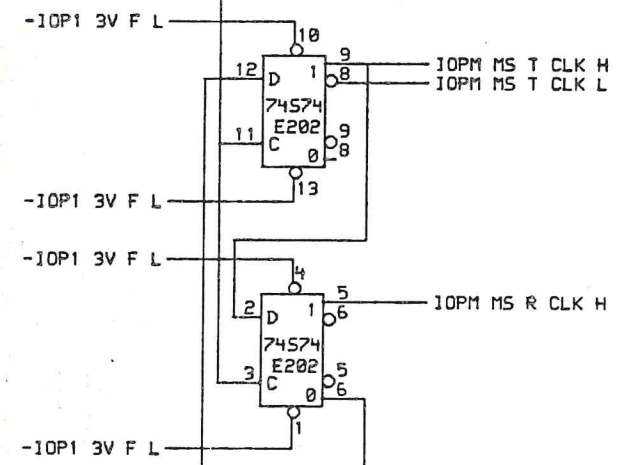 -IOP1 3V F L
10
9
IOPM MS T CLK H
12 D 1
8
IOPM MS T CLK L
74S74
E202
11 C
9
0 8
-IOP1 3V F L
13
-IOP1 3V F L
4
5
IOPM MS R CLK H
2 D 1
6
74S74
E202
3 C
5
0 6
-IOP1 3V F L
1